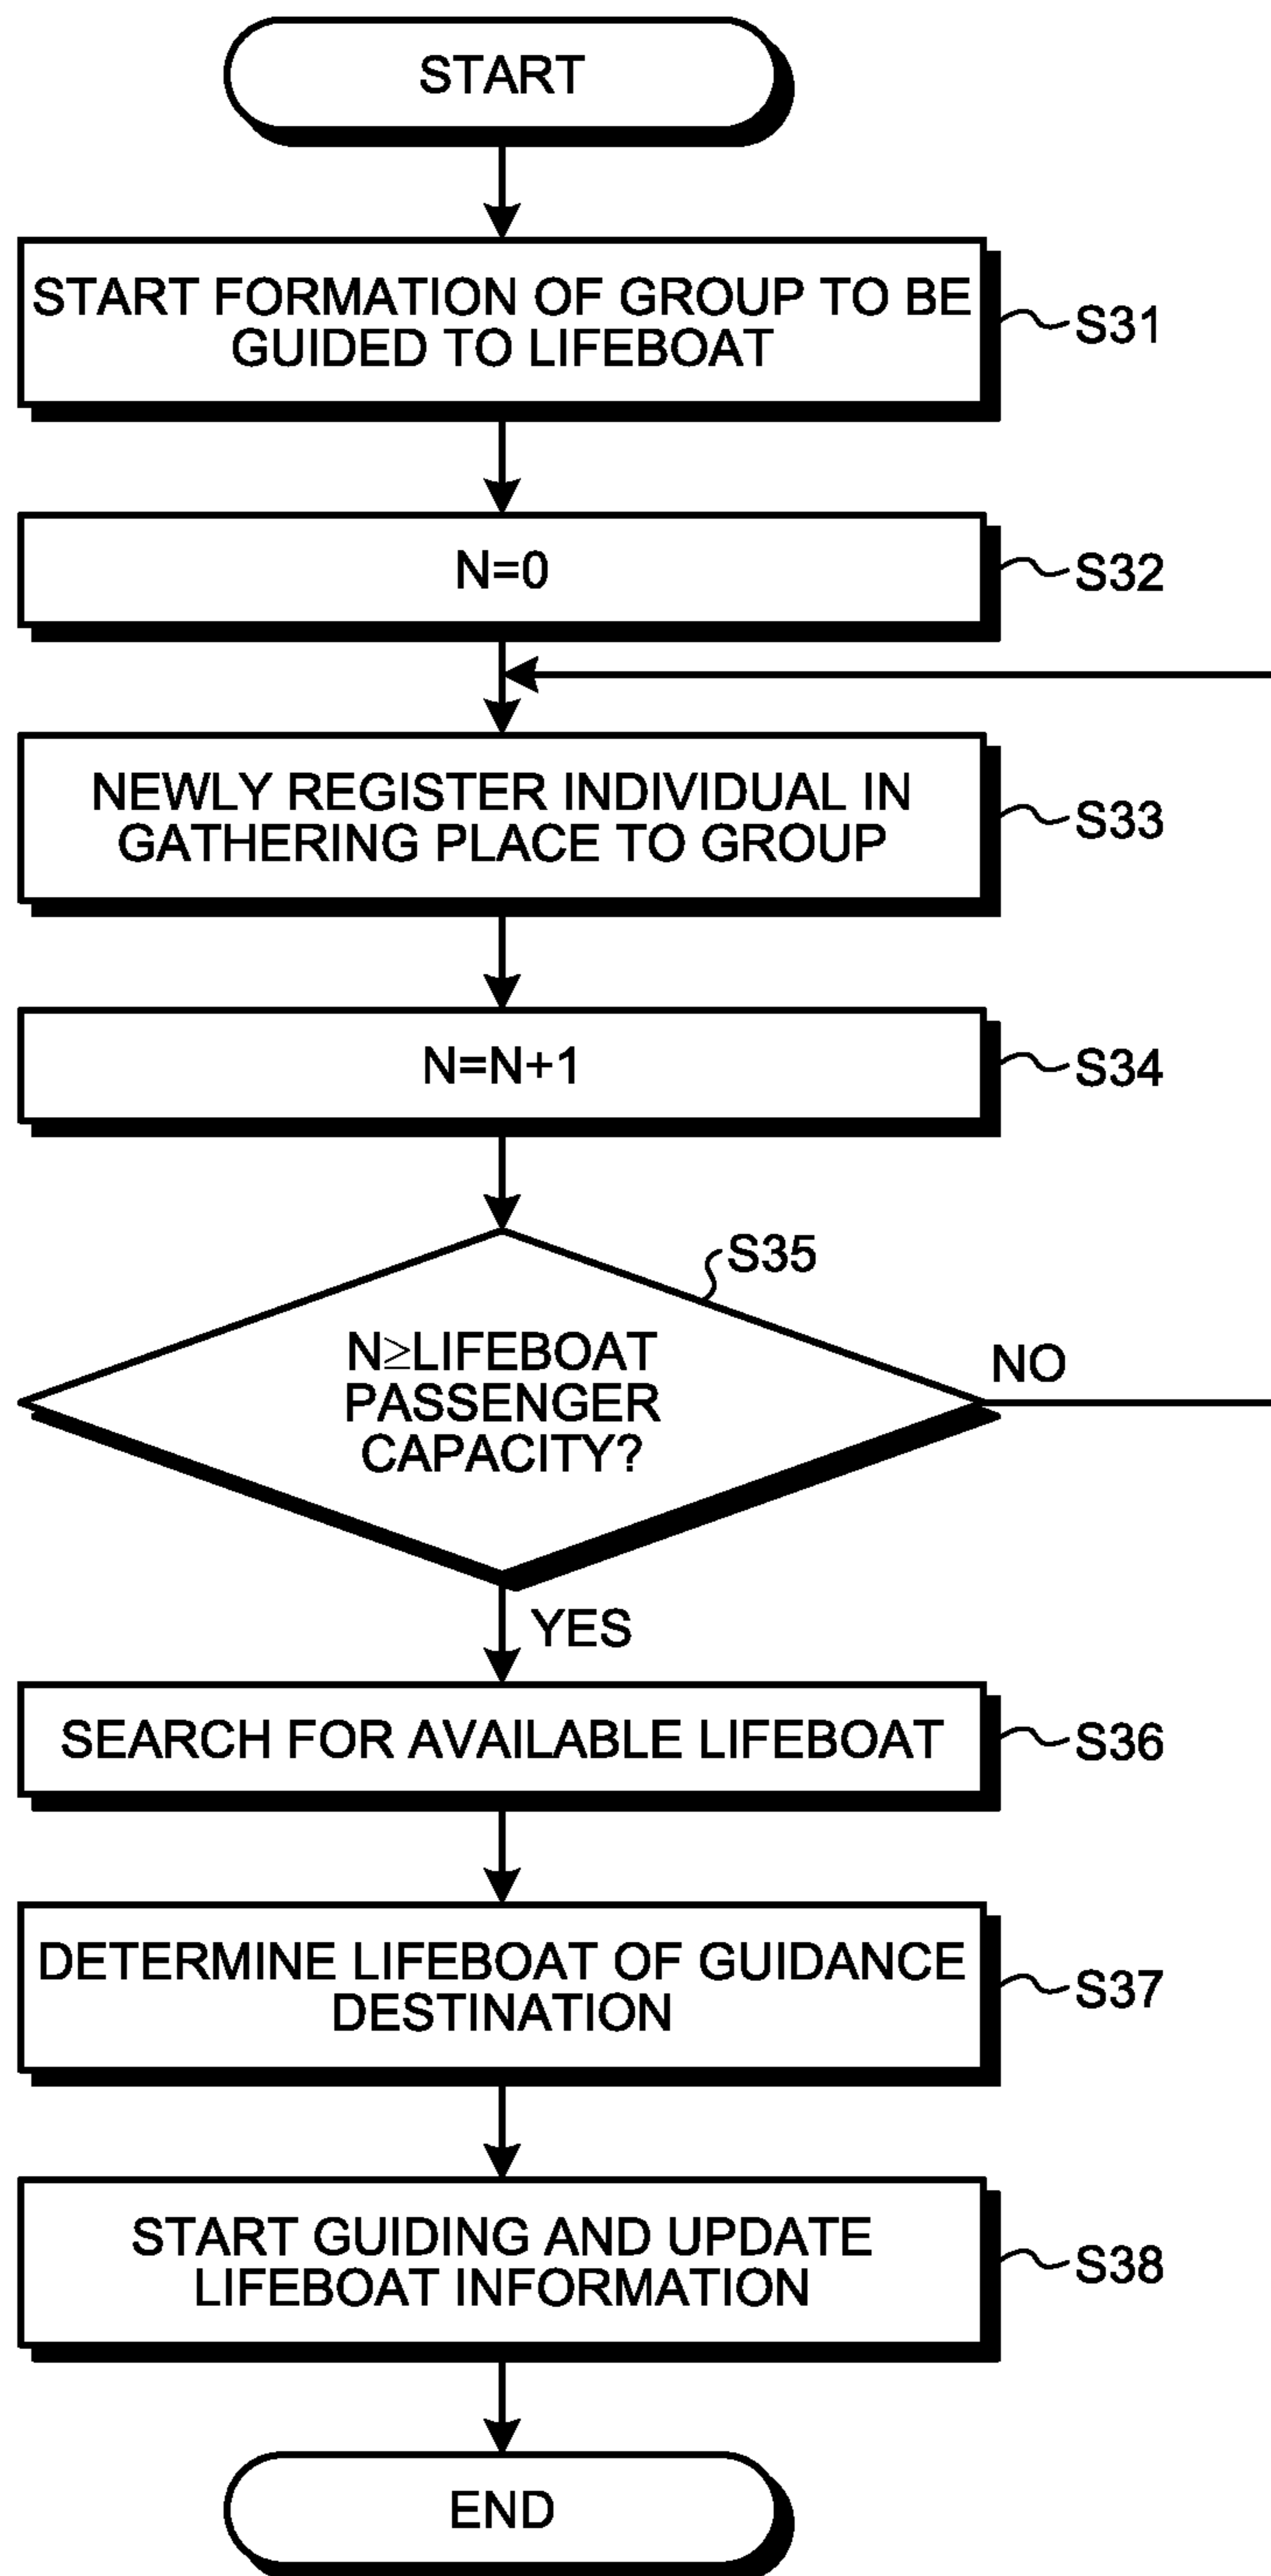 START
START FORMATION OF GROUP TO BE
GUIDED TO LIFEBOAT
S31
N=0
S32
NEWLY REGISTER INDIVIDUAL IN
GATHERING PLACE TO GROUP
S33
N=N+1
S34
S35
N≧LIFEBOAT
PASSENGER
CAPACITY?
NO
YES
SEARCH FOR AVAILABLE LIFEBOAT
S36
DETERMINE LIFEBOAT OF GUIDANCE
DESTINATION
S37
START GUIDING AND UPDATE
LIFEBOAT INFORMATION
S38
END